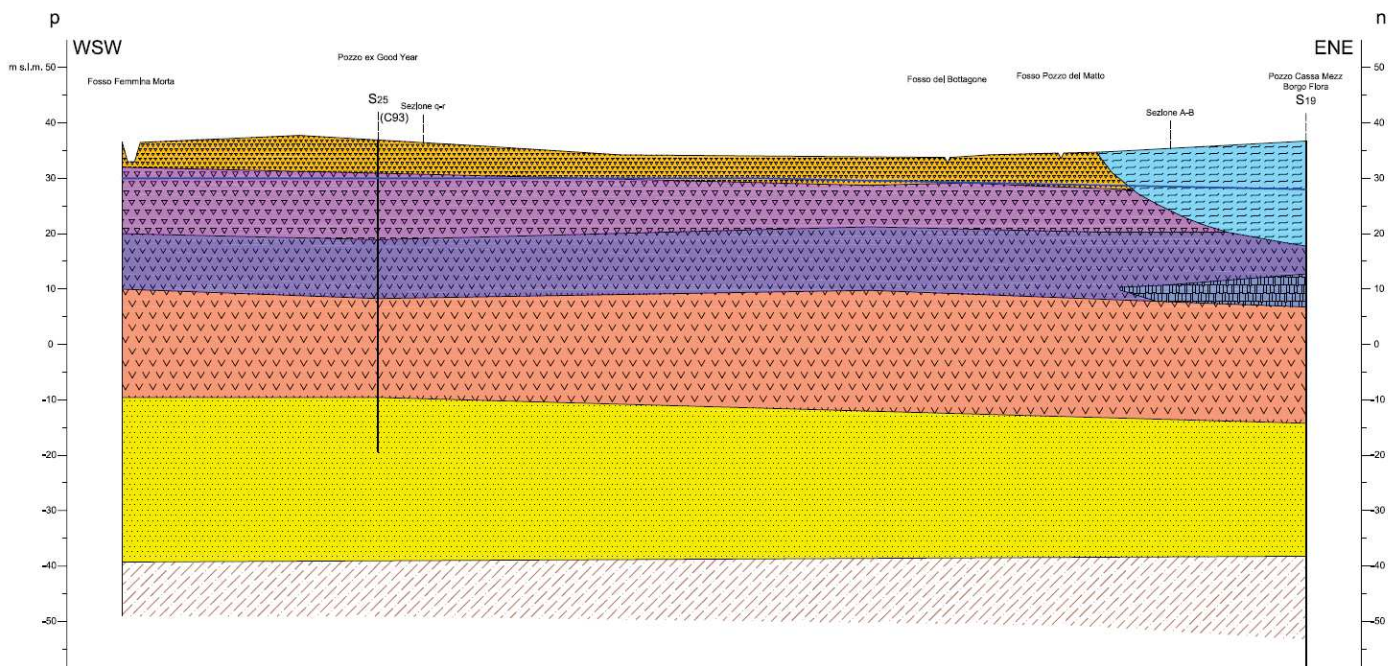 p
n
WSW
ENE
m s.l.m. 50
50
Fosso Femmina Morta
Pozzo ex Good Year
Fosso del Bottagone
Fosso Pozzo del Matto
Pozzo Cassa Mezz
Borgo Flora
S19
S25
(C93)
Sezione q-r
Sezione A-B
40
40
30
30
20
20
10
10
0
0
-10
-10
-20
-20
-30
-30
-40
-40
-50
-50